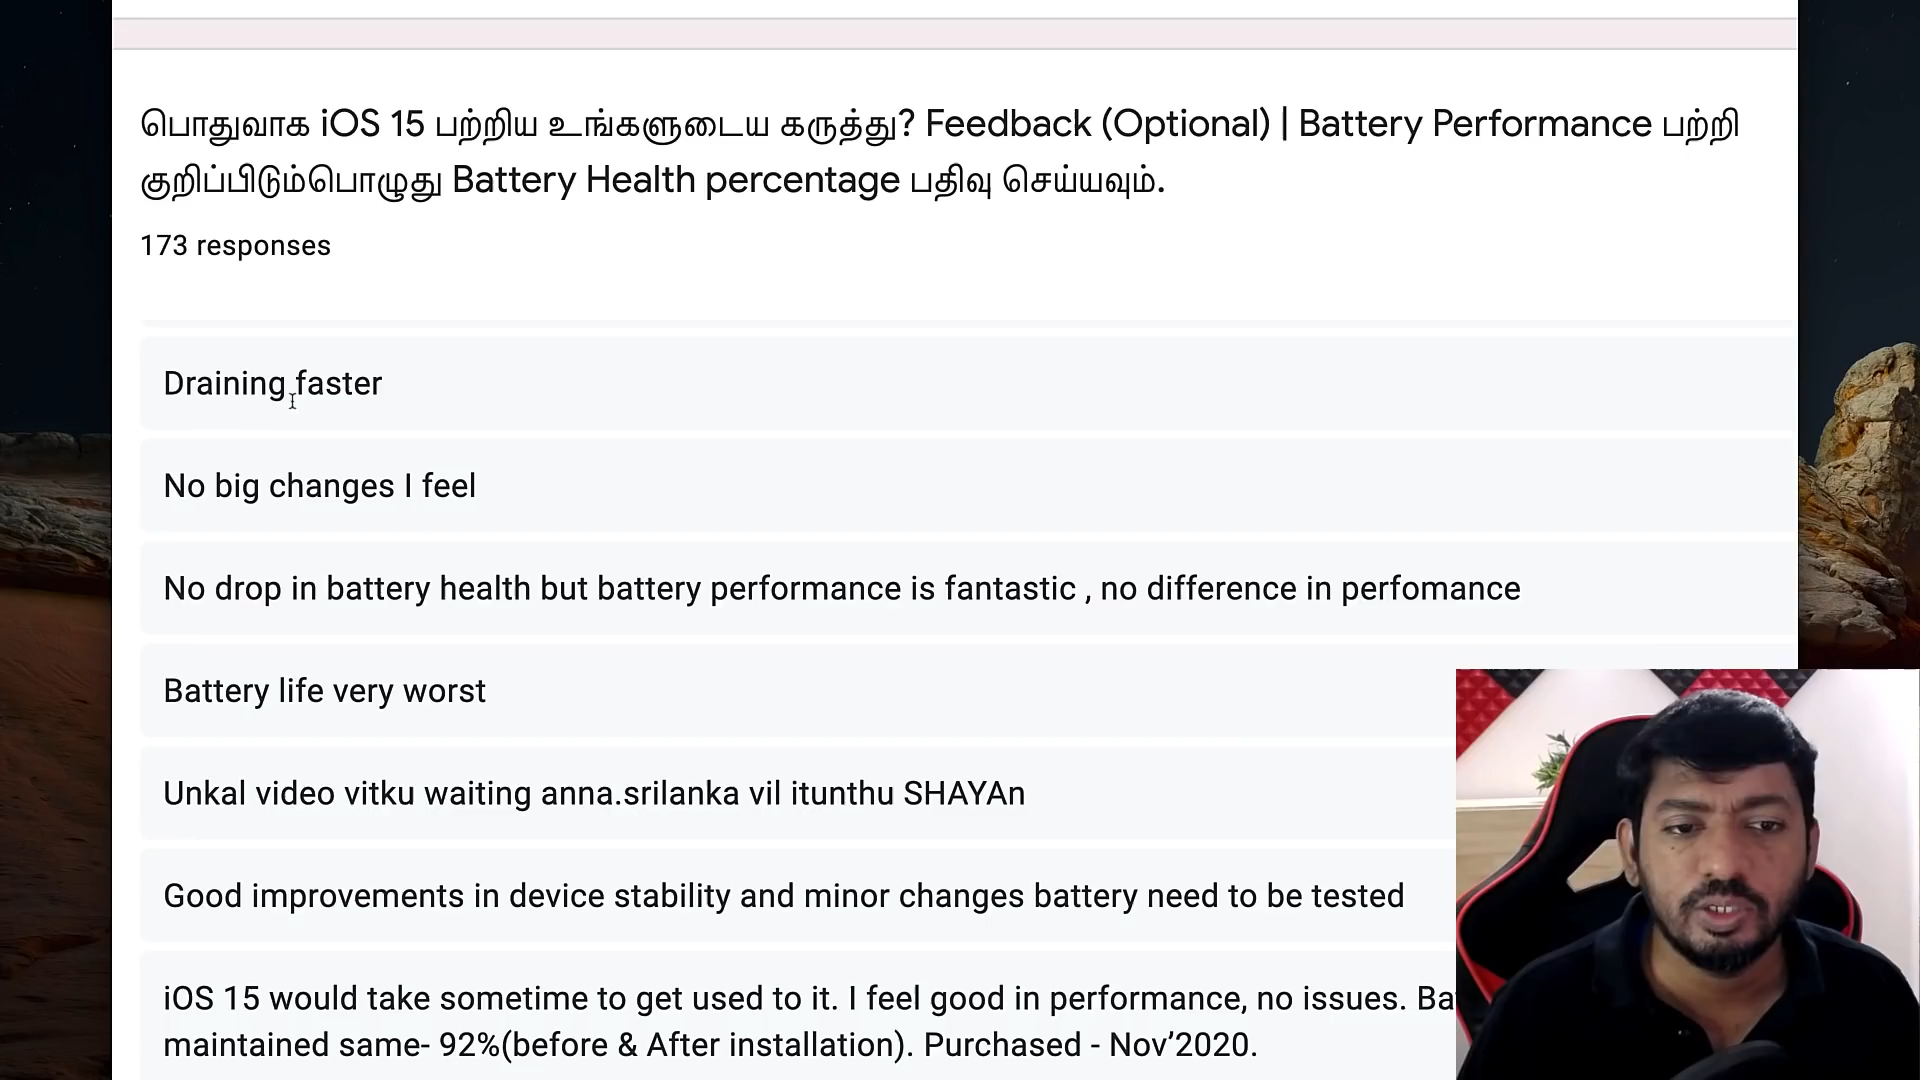 பொதுவாக iOS 15 பற்றிய உங்களுடைய கருத்து? Feedback (Optional) | Battery Performance பற்றி
குறிப்பிடும்பொழுது Battery Health percentage பதிவு செய்யவும்.
173 responses
Draining faster
No big changes I feel
No drop in battery health but battery performance is fantastic , no difference in perfomance
Battery life very worst
Unkal video vitku waiting anna.srilanka vil itunthu SHAYAn
Good improvements in device stability and minor changes battery need to be tested
iOS 15 would take sometime to get used to it. I feel good in performance, no issues.
maintained same- 92%(before & After installation). Purchased - Nov’2020.